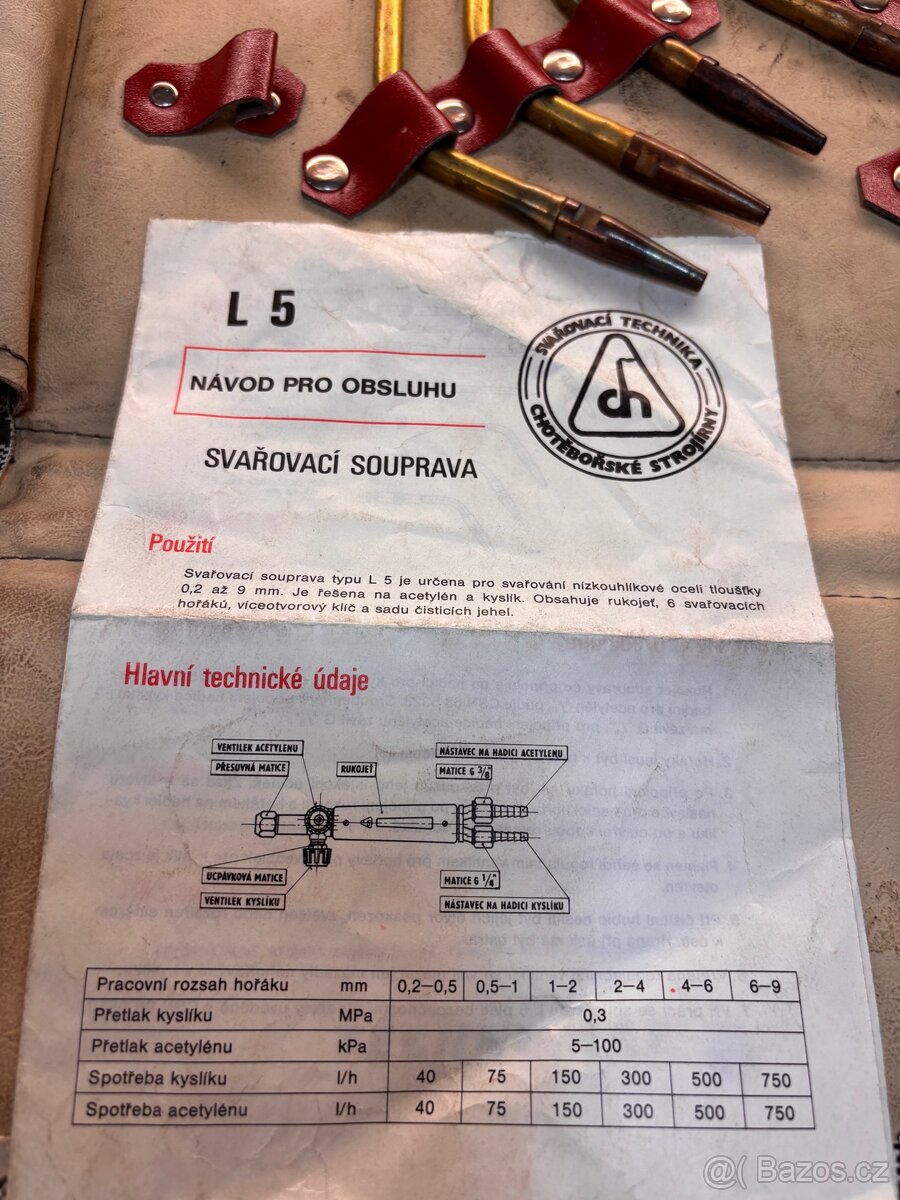 L 5
NÁVOD PRO OBSLUHU
SVAŘOVACÍ SOUPRAVA
SVAŘOVACÍ TECHNIKA
ch
CHOTĚBOŘSKÉ STROJÍRNY
Použití
Svařovací souprava typu L 5 je určena pro svařování nízkouhlíkové oceli tloušťky
0,2 až 9 mm. Je řešena na acetylén a kyslík. Obsahuje rukojeť, 6 svařovacích
hořáků, víceotvorový klíč a sadu čisticích jehel.
Hlavní technické údaje
VENTILEK ACETYLENU
PŘESUVNÁ MATICE
RUKOJEŤ
NÁSTAVEC NA HADICI ACETYLENU
MATICE G 3/8"
UCPÁVKOVÁ MATICE
VENTILEK KYSLÍKU
MATICE G 1/4"
NÁSTAVEC NA HADICI KYSLÍKU
Pracovní rozsah hořáku mm 0,2–0,5 0,5–1 1–2 2–4 4–6 6–9
Přetlak kyslíku MPa 0,3
Přetlak acetylénu kPa 5–100
Spotřeba kyslíku l/h 40 75 150 300 500 750
Spotřeba acetylénu l/h 40 75 150 300 500 750
@( Bazos.cz